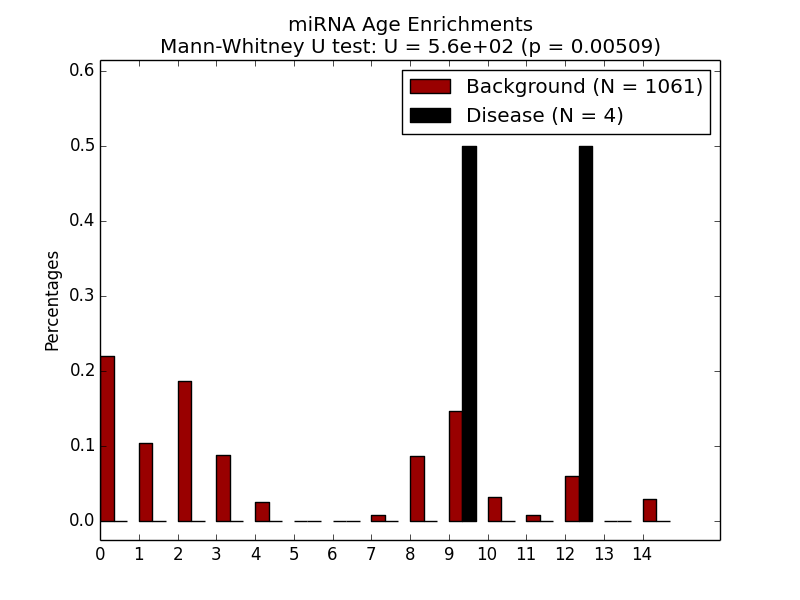 miRNA Age Enrichments
Mann-Whitney U test: U = 5.6e+02 (p = 0.00509)
Background (N = 1061)
Disease (N = 4)
Percentages
0.6
0.5
0.4
0.3
0.2
0.1
0.0
0 1 2 3 4 5 6 7 8 9 10 11 12 13 14